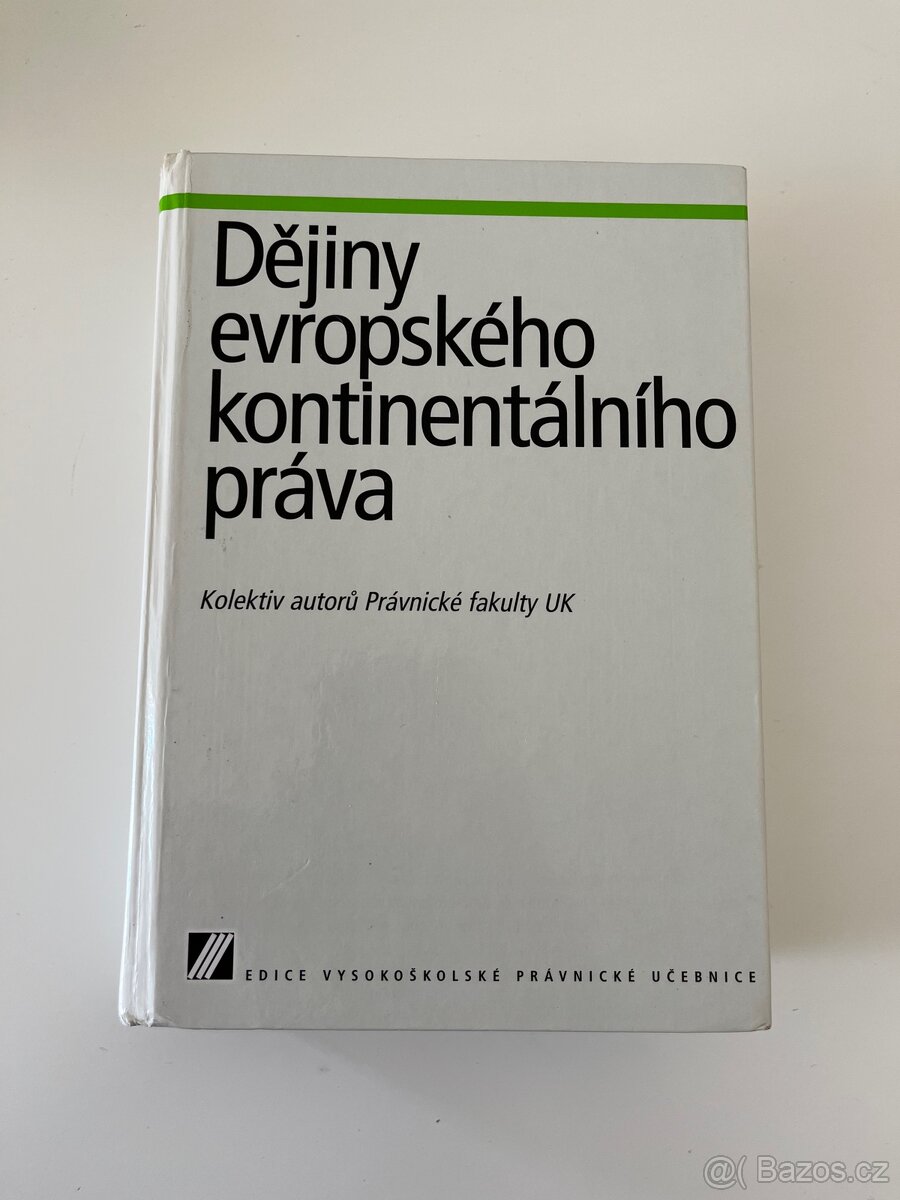 Dějiny
evropského
kontinentálního
práva
Kolektiv autorů Právnické fakulty UK
EDICE VYSOKOŠKOLSKÉ PRÁVNICKÉ UČEBNICE
@( Bazos.cz